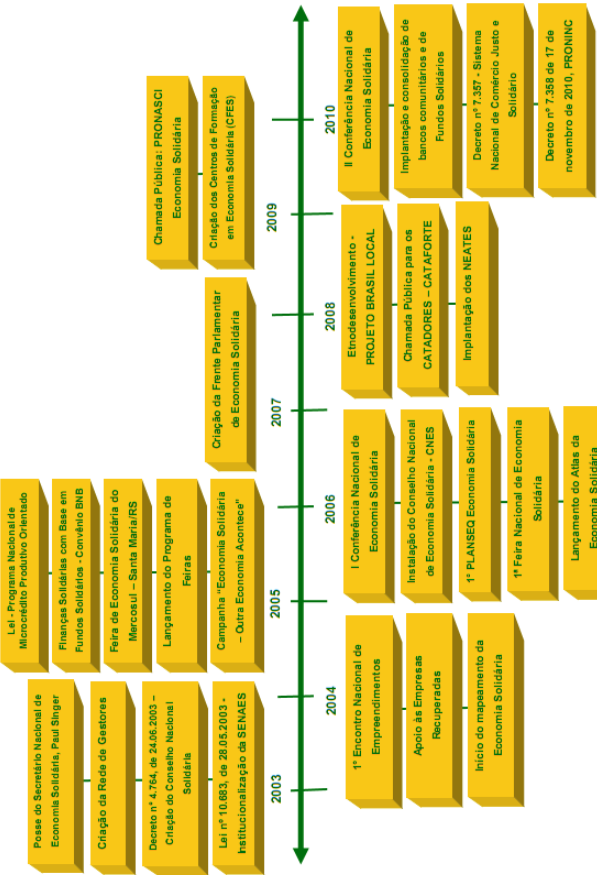 Posse do Secretário Nacional de
Economia Solidária, Paul Singer
Criação da Rede de Gestores
Decreto n° 4.764, de 24.06.2003 –
Criação do Conselho Nacional
Solidária
Lei nº 10.683, de 28.05.2003 -
Institucionalização da SENAES
2003
1° Encontro Nacional de
Empreendimentos
Apoio às Empresas
Recuperadas
Início do mapeamento da
Economia Solidária
2004
Lei - Programa Nacional de
Microcrédito Produtivo Orientado
Finanças Solidárias com Base em
Fundos Solidários - Convênio BNB
Feira de Economia Solidária do
Mercosul – Santa Maria/RS
Lançamento do Programa de
Feiras
Campanha "Economia Solidária
– Outra Economia Acontece"
2005
I Conferência Nacional de
Economia Solidária
Instalação do Conselho Nacional
de Economia Solidária - CNES
1° PLANSEQ Economia Solidária
1ª Feira Nacional de Economia
Solidária
Lançamento do Atlas da
Economia Solidária
2006
Criação da Frente Parlamentar
de Economia Solidária
2007
Etnodesenvolvimento -
PROJETO BRASIL LOCAL
Chamada Pública para os
CATADORES – CATAFORTE
Implantação dos NEATES
2008
Chamada Pública: PRONASCI
Economia Solidária
Criação dos Centros de Formação
em Economia Solidária (CFES)
2009
II Conferência Nacional de
Economia Solidária
Implantação e consolidação de
bancos comunitários e de
Fundos Solidários
Decreto nº 7.357 - Sistema
Nacional de Comércio Justo e
Solidário
Decreto nº 7.358 de 17 de
novembro de 2010, PRONINC
2010